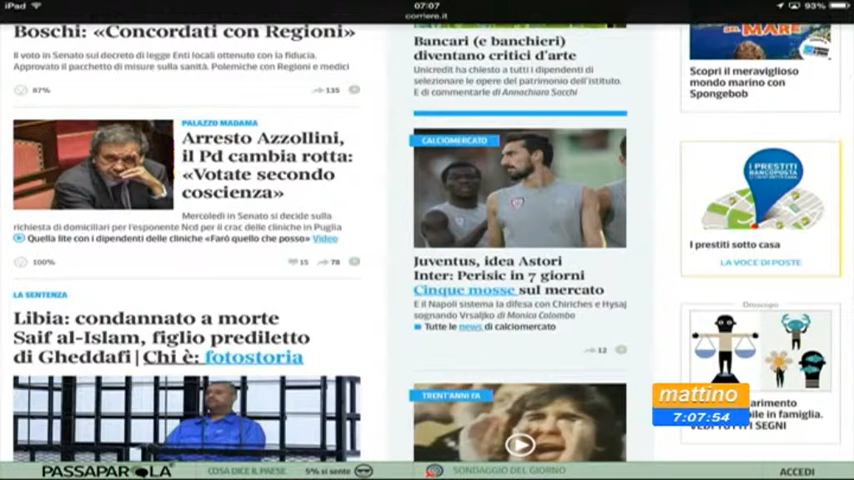 iPad
07:07
93%
corriere.it
Boschi: «Concordati con Regioni»
Il voto in Senato sul decreto di legge Enti locali ottenuto con la fiducia.
Approvato il pacchetto di misure sulla sanità. Polemiche con Regioni e medici
87%
135
PALAZZO MADAMA
Arresto Azzollini,
il Pd cambia rotta:
«Votate secondo
coscienza»
Mercoledì in Senato si decide sulla
richiesta di domiciliari per l'esponente Ncd per il crac delle cliniche in Puglia
Quella lite con i dipendenti delle cliniche «Farò quello che posso» Video
100%
15
78
LA SENTENZA
Libia: condannato a morte
Saif al-Islam, figlio prediletto
di Gheddafi | Chi è: fotostoria
Bancari (e banchieri)
diventano critici d'arte
Unicredit ha chiesto a tutti i dipendenti di
selezionare le opere del patrimonio dell'istituto.
E di commentarle di Annachiara Sacchi
CALCIOMERCATO
Juventus, idea Astori
Inter: Perisic in 7 giorni
Cinque mosse sul mercato
E il Napoli sistema la difesa con Chiriches e Hysaj
sognando Vrsaljko di Monica Colombo
Tutte le news di calciomercato
12
TRENT'ANNI FA
DEL MARE
Scopri il meraviglioso
mondo marino con
Spongebob
I PRESTITI
BANCOPOSTA
I prestiti sotto casa
LA VOCE DI POSTE
Oroscopo
in famiglia.
VEDI TUTTI I SEGNI
mattino
7:07:54
PASSAPAROLA
COSA DICE IL PAESE
5% si sente
SONDAGGIO DEL GIORNO
ACCEDI